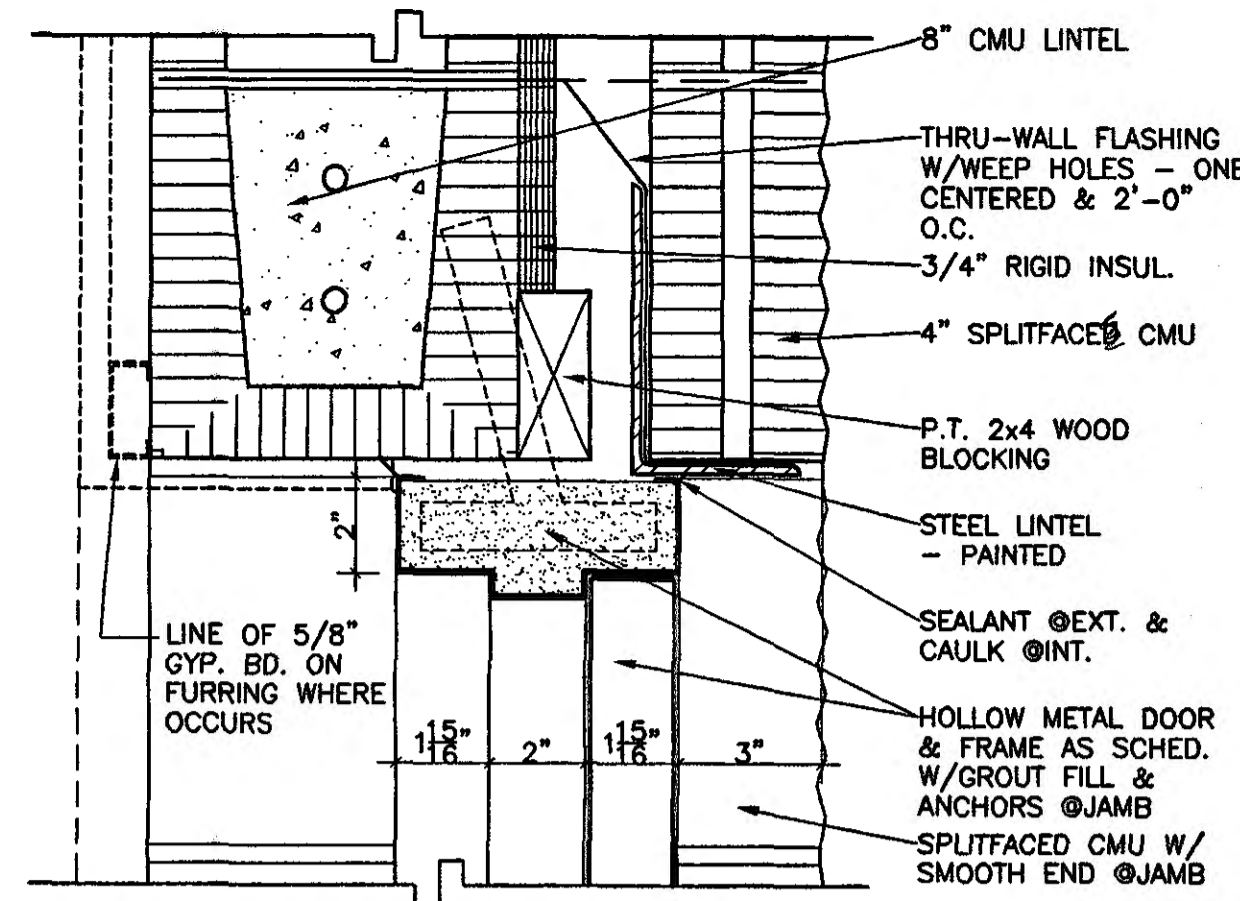 8" CMU LINTEL
THRU-WALL FLASHING
W/WEEP HOLES - ONE
CENTERED & 2'-0"
O.C.
3/4" RIGID INSUL.
4" SPLITFACED CMU
P.T. 2x4 WOOD
BLOCKING
STEEL LINTEL
- PAINTED
SEALANT @EXT. &
CAULK @INT.
HOLLOW METAL DOOR
& FRAME AS SCHED.
W/GROUT FILL &
ANCHORS @JAMB
SPLITFACED CMU W/
SMOOTH END @JAMB
2"
LINE OF 5/8"
GYP. BD. ON
FURRING WHERE
OCCURS
1 15/16" 2" 1 15/16" 3"